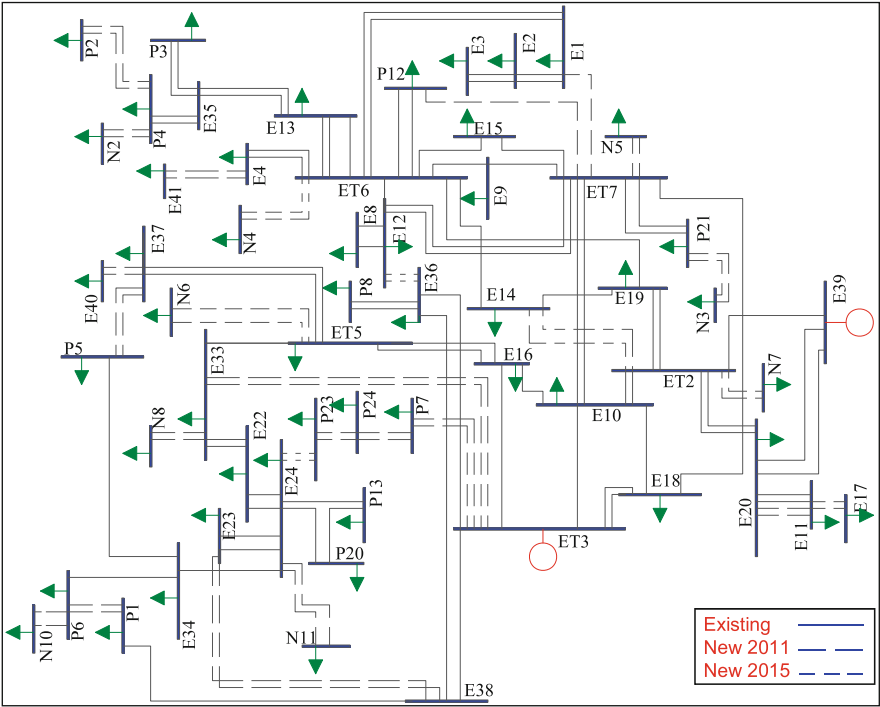 E1
E2
E3
P2
P3
P12
E35
P4
E13
E15
N2
N5
E4
E41
ET6
E9
ET7
N4
E8
E12
P21
E37
E36
P8
E40
N6
E14
E19
N3
E39
ET5
P5
E33
E16
ET2
N7
N8
E22
P23
P24
P7
E10
E24
P13
E18
E20
E11
E17
E23
P20
ET3
E34
N10
P6
P1
N11
E38
Existing
New 2011
New 2015